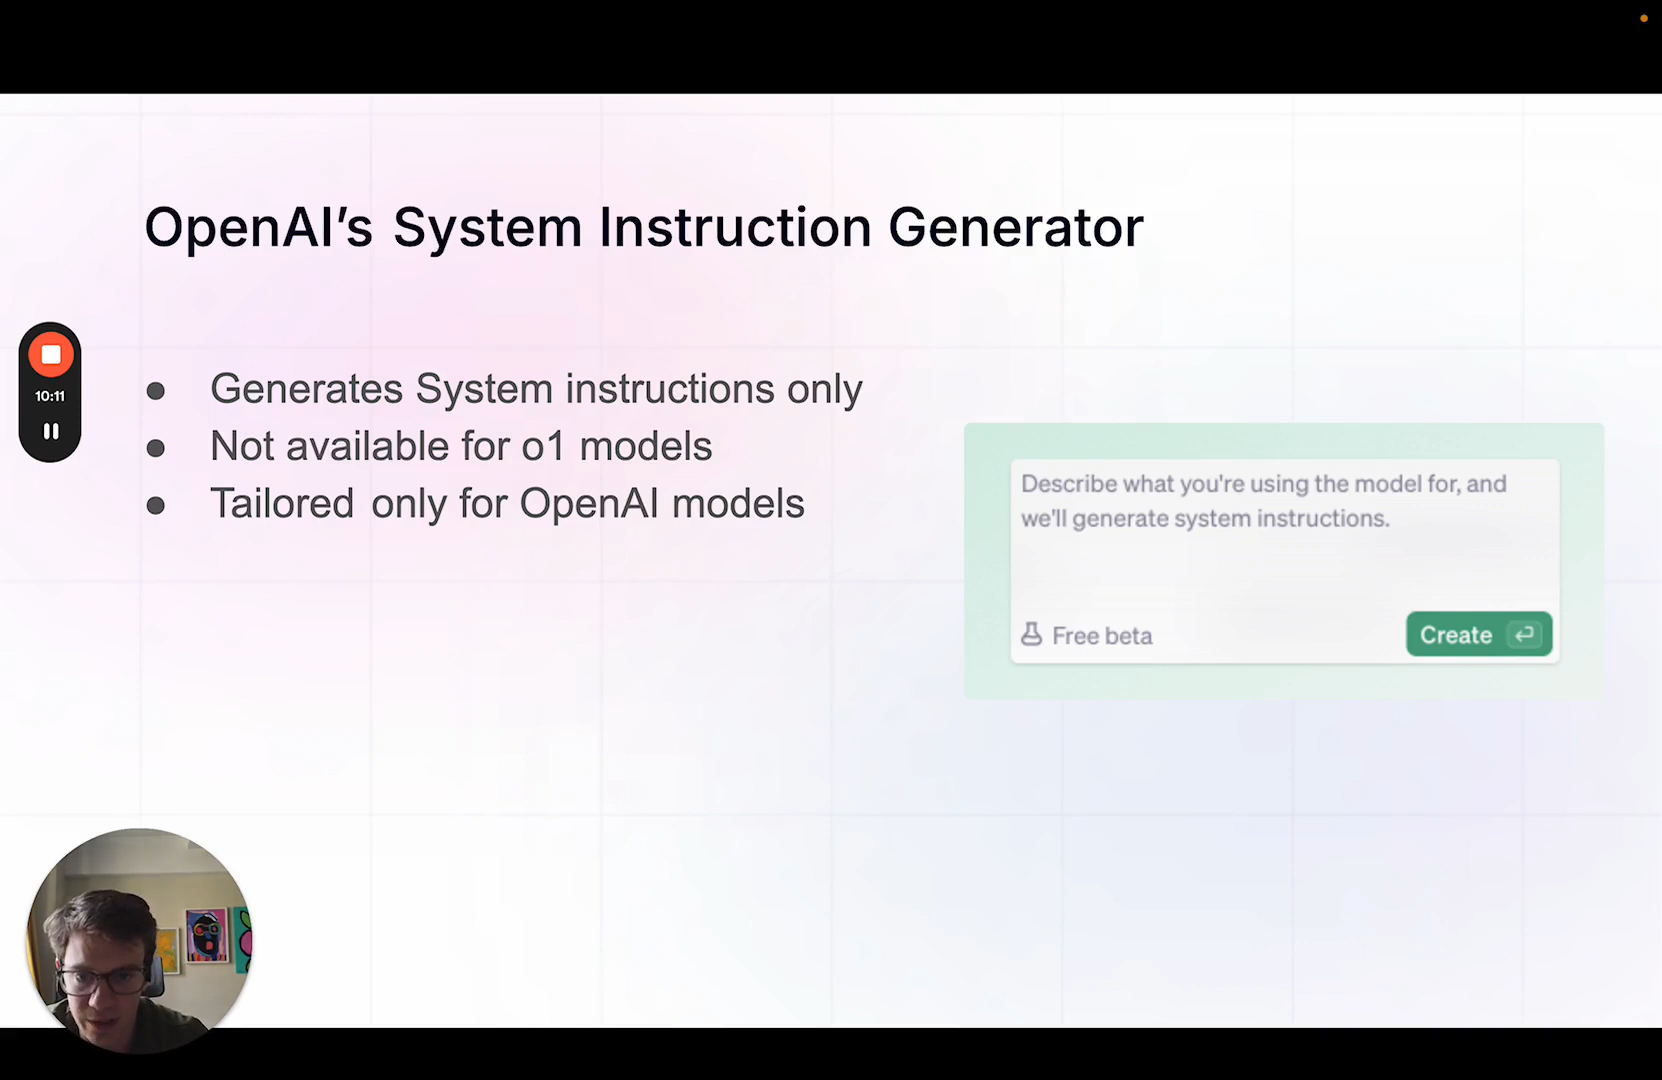 OpenAI’s System Instruction Generator
10:11
● Generates System instructions only
● Not available for o1 models
● Tailored only for OpenAI models
Describe what you're using the model for, and
we'll generate system instructions.
Free beta
Create